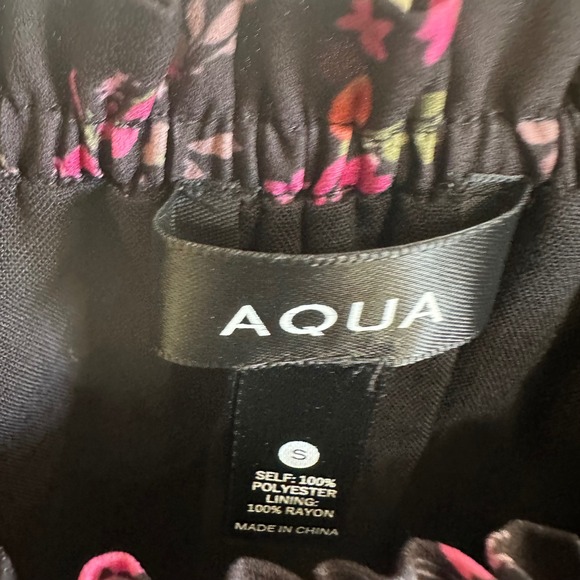 AQUA
S
SELF: 100%
POLYESTER
LINING:
100% RAYON
MADE IN CHINA